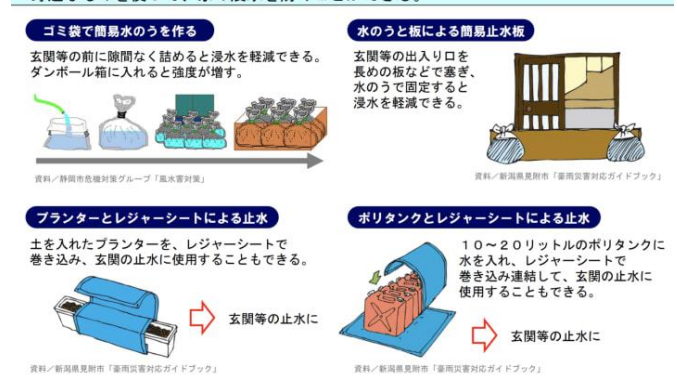 ゴミ袋で簡易水のうを作る
玄関等の前に隙間なく詰めると浸水を軽減できる。
ダンボール箱に入れると強度が増す。
資料／静岡市危機対策グループ「風水害対策」
水のうと板による簡易止水板
玄関等の出入り口を
長めの板などで塞ぎ、
水のうで固定すると
浸水を軽減できる。
資料／新潟県見附市「豪雨災害対応ガイドブック」
プランターとレジャーシートによる止水
土を入れたプランターを、レジャーシートで
巻き込み、玄関の止水に使用することもできる。
玄関等の止水に
資料／新潟県見附市「豪雨災害対応ガイドブック」
ポリタンクとレジャーシートによる止水
１０～２０リットルのポリタンクに
水を入れ、レジャーシートで
巻き込み連結して、玄関の止水に
使用することもできる。
玄関等の止水に
資料／新潟県見附市「豪雨災害対応ガイドブック」